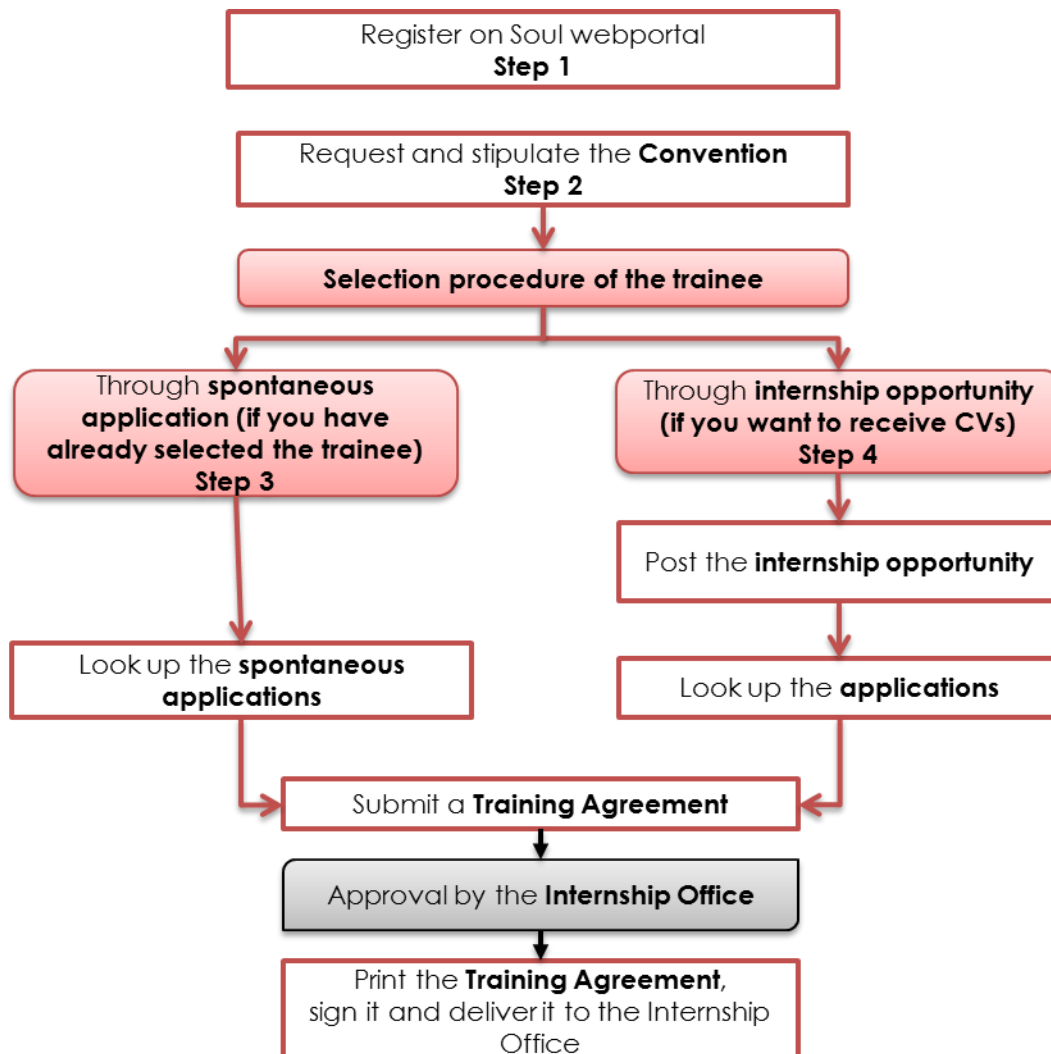 Register on Soul webportal
Step 1
Request and stipulate the Convention
Step 2
Selection procedure of the trainee
Through spontaneous
application (if you have
already selected the trainee)
Step 3
Through internship opportunity
(if you want to receive CVs)
Step 4
Post the internship opportunity
Look up the spontaneous
applications
Look up the applications
Submit a Training Agreement
Approval by the Internship Office
Print the Training Agreement,
sign it and deliver it to the Internship
Office